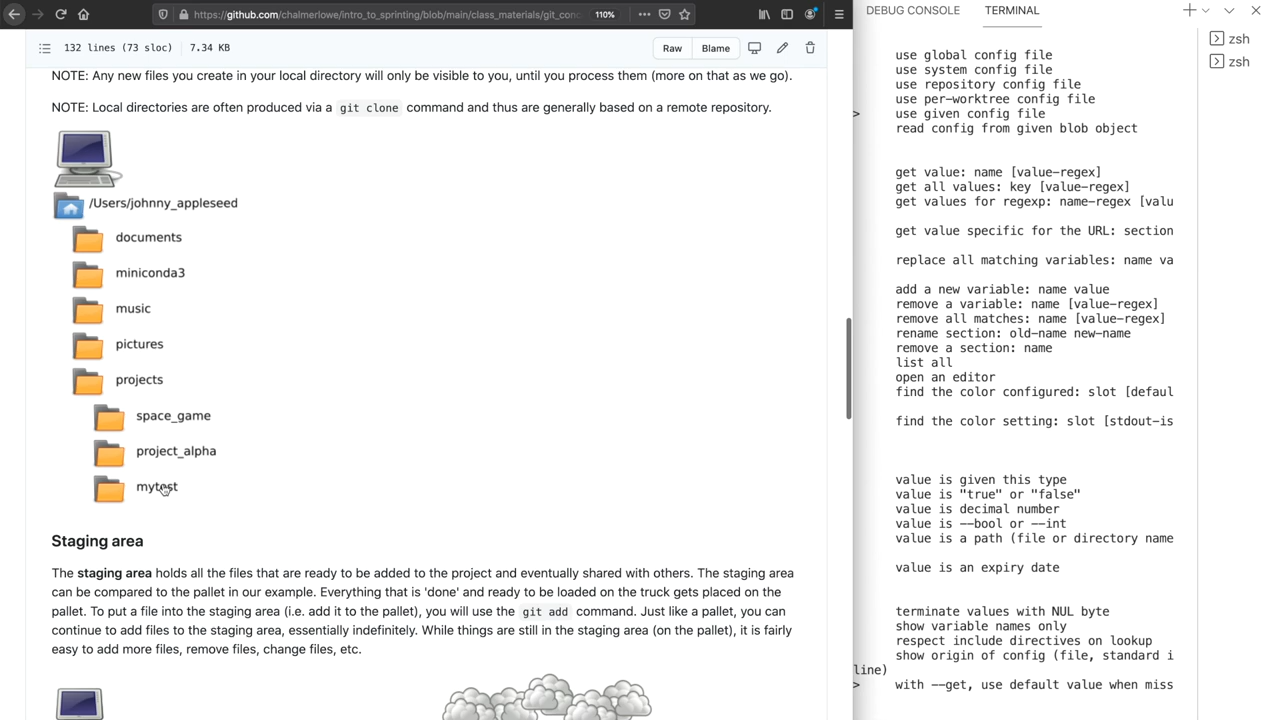 https://github.com/chalmerlowe/intro_to_sprinting/blob/main/class_materials/git_con
110%
132 lines (73 sloc)
7.34 KB
Raw
Blame
NOTE: Any new files you create in your local directory will only be visible to you, until you process them (more on that as we go).
NOTE: Local directories are often produced via a git clone command and thus are generally based on a remote repository.
/Users/johnny_appleseed
documents
miniconda3
music
pictures
projects
space_game
project_alpha
mytest
Staging area
The staging area holds all the files that are ready to be added to the project and eventually shared with others. The staging area
can be compared to the pallet in our example. Everything that is 'done' and ready to be loaded on the truck gets placed on the
pallet. To put a file into the staging area (i.e. add it to the pallet), you will use the git add command. Just like a pallet, you can
continue to add files to the staging area, essentially indefinitely. While things are still in the staging area (on the pallet), it is fairly
easy to add more files, remove files, change files, etc.
DEBUG CONSOLE
TERMINAL
zsh
zsh
use global config file
use system config file
use repository config file
use per-worktree config file
> use given config file
read config from given blob object
get value: name [value-regex]
get all values: key [value-regex]
get values for regexp: name-regex [valu
get value specific for the URL: section
replace all matching variables: name va
add a new variable: name value
remove a variable: name [value-regex]
remove all matches: name [value-regex]
rename section: old-name new-name
remove a section: name
list all
open an editor
find the color configured: slot [defaul
find the color setting: slot [stdout-is
value is given this type
value is "true" or "false"
value is decimal number
value is --bool or --int
value is a path (file or directory name
value is an expiry date
terminate values with NUL byte
show variable names only
respect include directives on lookup
show origin of config (file, standard i
line)
> with --get, use default value when miss